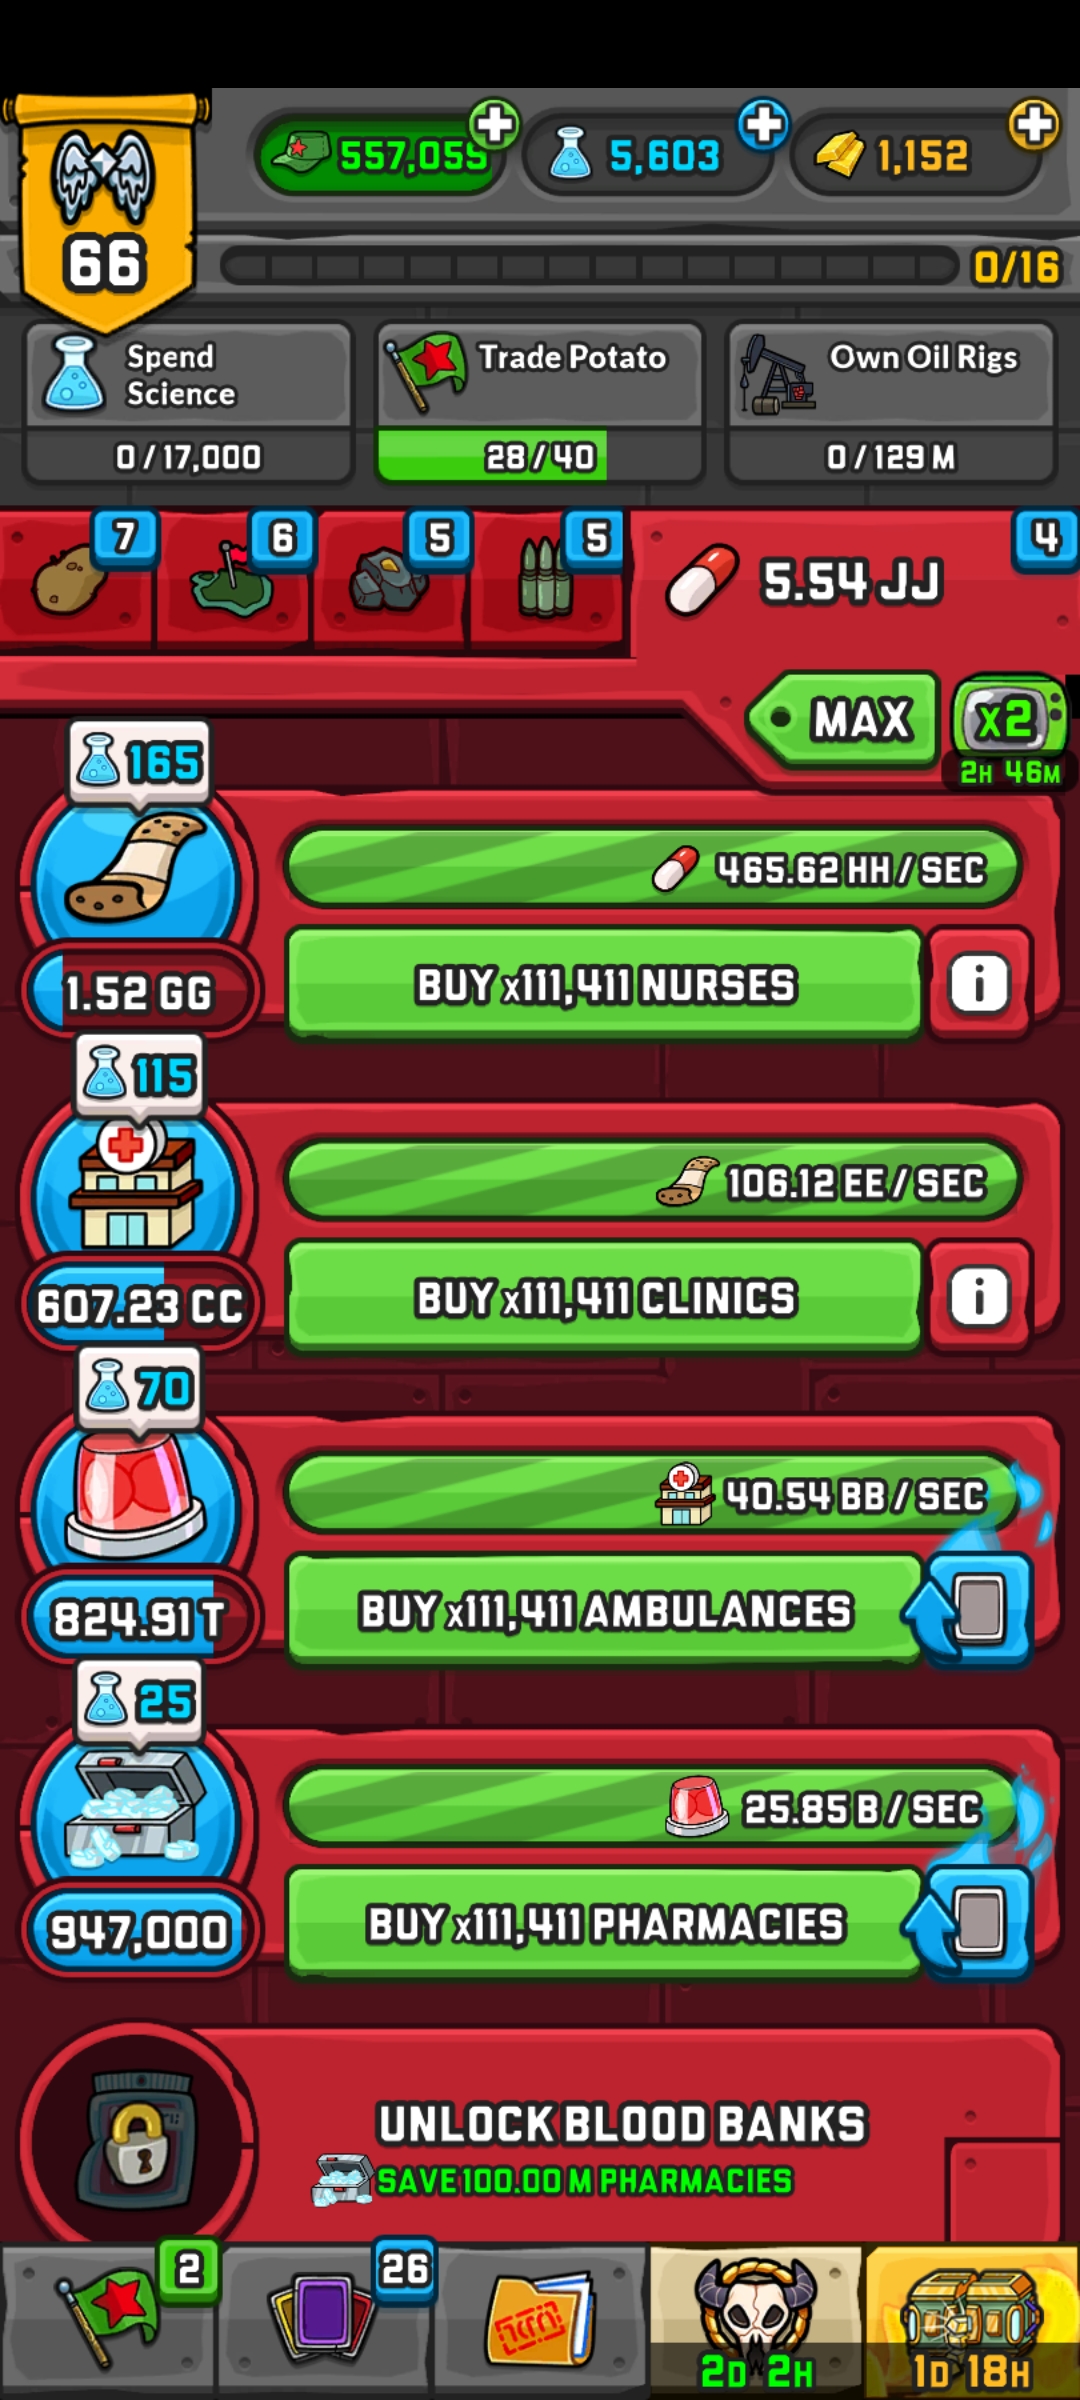 557,055
5,603
1,152
66
0/16
Spend
Science
0/17,000
Trade Potato
28/40
Own Oil Rigs
0/129 M
7
6
5
5
5.54 JJ
4
MAX
x2
2H 46M
165
465.62 HH/SEC
1.52 GG
BUY x111,411 NURSES
i
115
106.12 EE/SEC
607.23 CC
BUY x111,411 CLINICS
i
70
40.54 BB/SEC
824.91 T
BUY x111,411 AMBULANCES
25
25.85 B/SEC
947,000
BUY x111,411 PHARMACIES
UNLOCK BLOOD BANKS
SAVE 100.00 M PHARMACIES
2
26
2D 2H
1D 18H